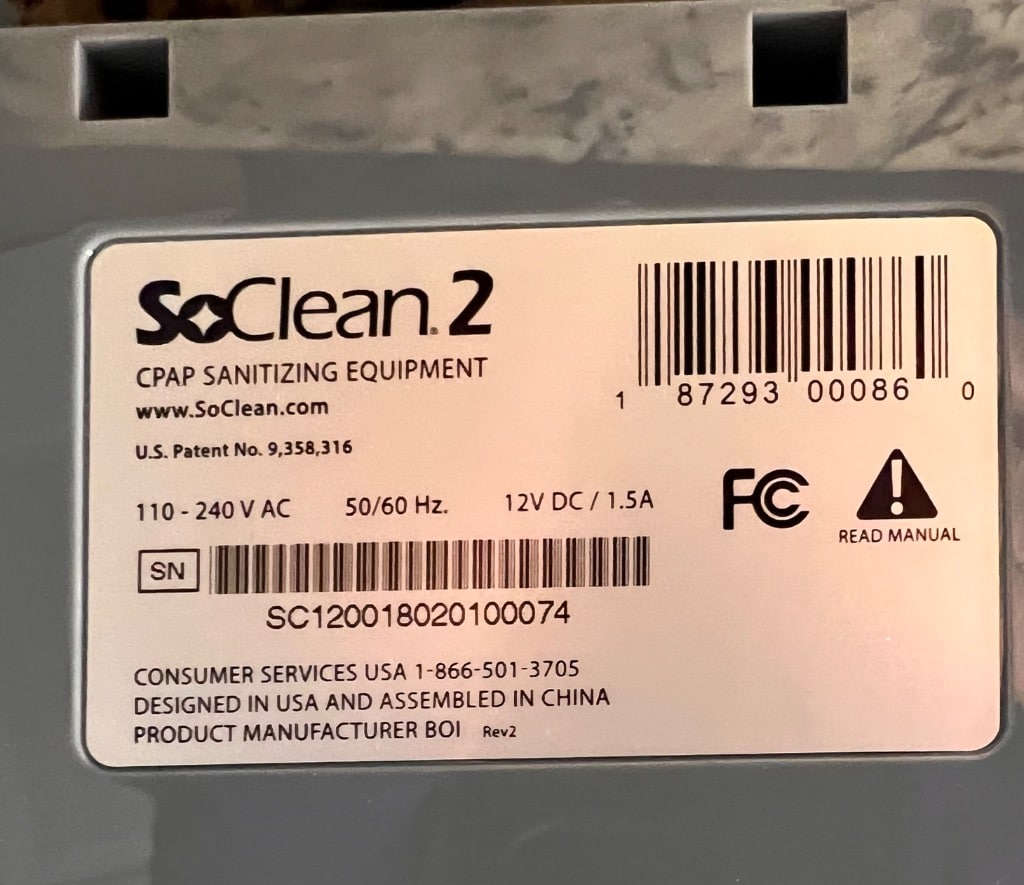 SoClean® 2
CPAP SANITIZING EQUIPMENT
www.SoClean.com
U.S. Patent No. 9,358,316
110 - 240 V AC 50/60 Hz. 12V DC / 1.5A
SN
SC120018020100074
CONSUMER SERVICES USA 1-866-501-3705
DESIGNED IN USA AND ASSEMBLED IN CHINA
PRODUCT MANUFACTURER BOI Rev2
1 87293 00086 0
FC
READ MANUAL